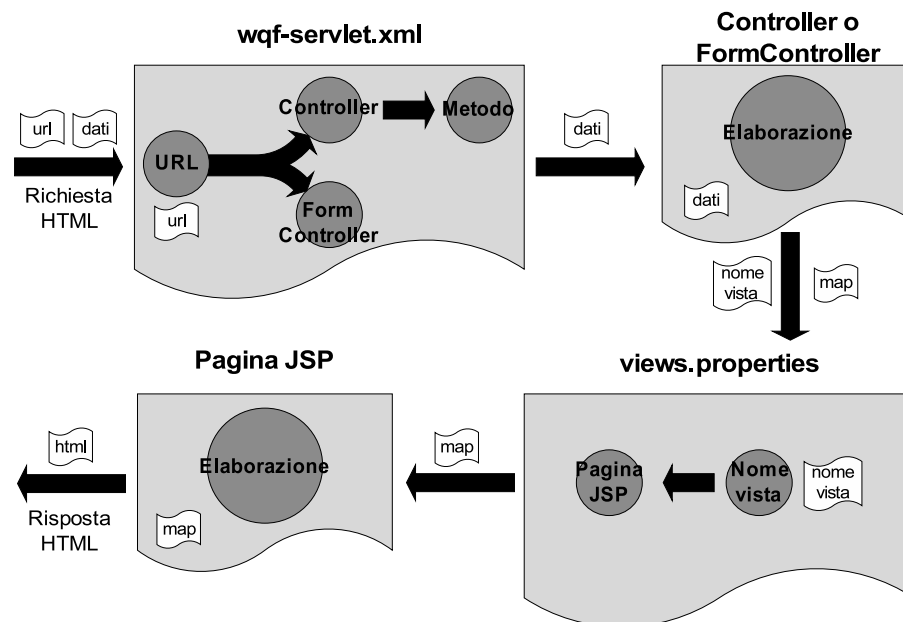 wqf-servlet.xml
Controller o
FormController
url
dati
Richiesta
HTML
URL
url
Controller
Metodo
Form
Controller
dati
Elaborazione
dati
nome
vista
map
Pagina JSP
views.properties
html
Risposta
HTML
Elaborazione
map
map
Pagina
JSP
Nome
vista
nome
vista